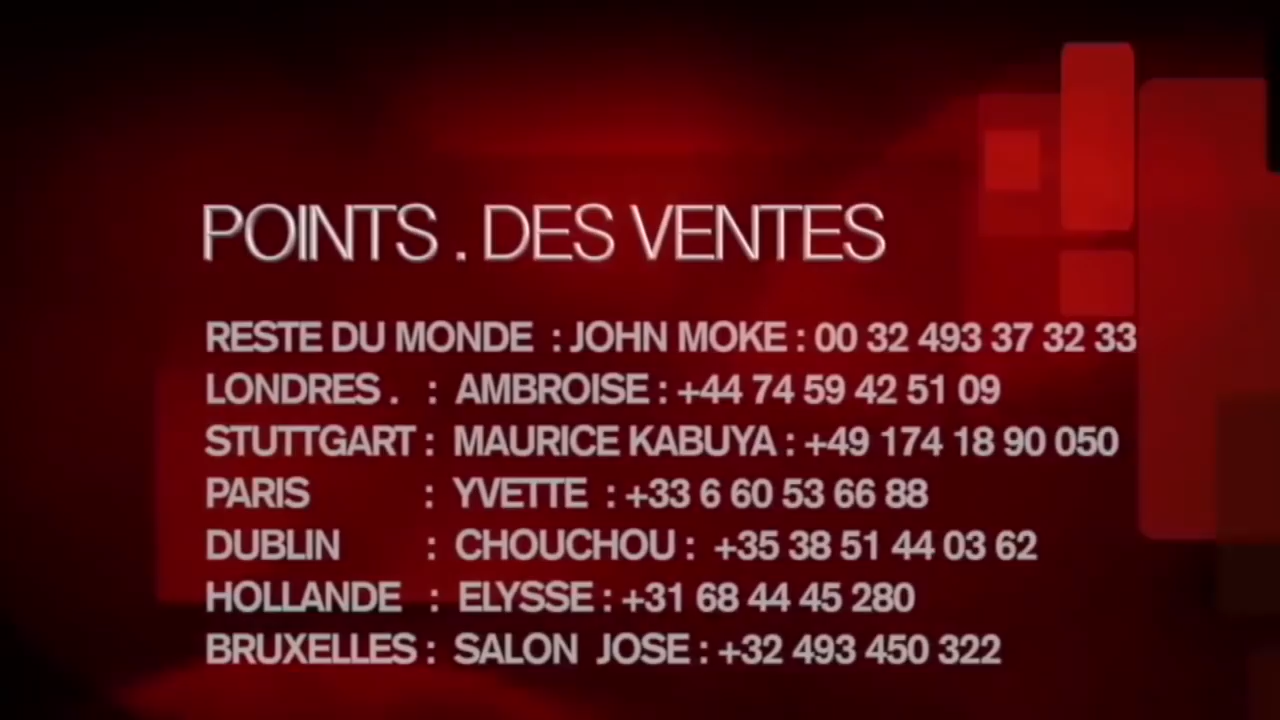 POINTS . DES VENTES
RESTE DU MONDE : JOHN MOKE : 00 32 493 37 32 33
LONDRES . : AMBROISE : +44 74 59 42 51 09
STUTTGART : MAURICE KABUYA : +49 174 18 90 050
PARIS : YVETTE : +33 6 60 53 66 88
DUBLIN : CHOUCHOU : +35 38 51 44 03 62
HOLLANDE : ELYSSE : +31 68 44 45 280
BRUXELLES : SALON JOSE : +32 493 450 322